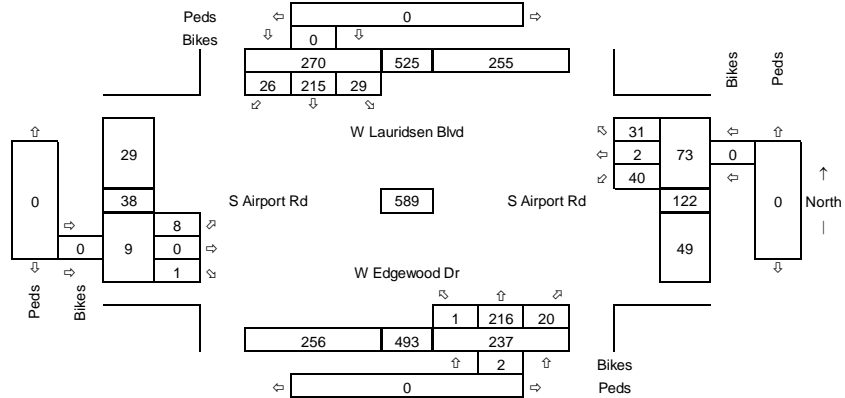 Peds 0
Bikes 0
270 525 255
26 215 29
Bikes
Peds
W Lauridsen Blvd
31
29 2 73 0
40
0 38 S Airport Rd 589 S Airport Rd 122 0 North
8
0 9 0 49
1
W Edgewood Dr
Peds
Bikes
1 216 20
256 493 237
2 Bikes
0 Peds